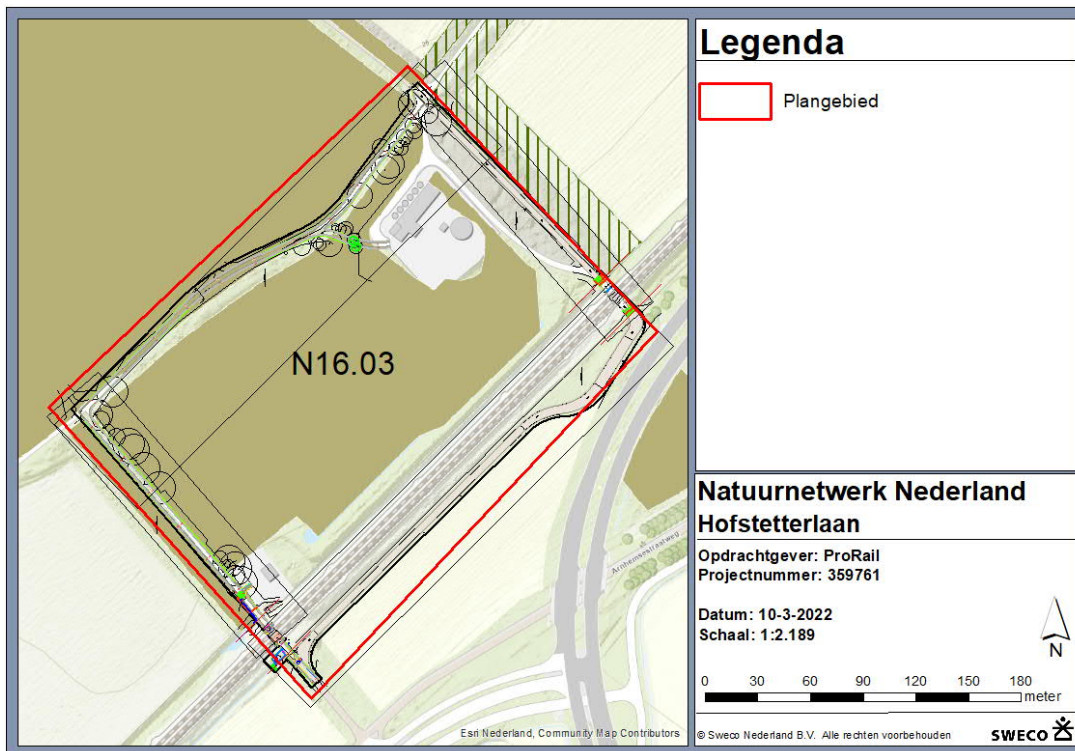 N16.03
Arnhemsestraatweg
Esri Nederland, Community Map Contributors
Legenda
Plangebied
Natuurnetwerk Nederland
Hofstetterlaan
Opdrachtgever: ProRail
Projectnummer: 359761
Datum: 10-3-2022
Schaal: 1:2.189
N
0 30 60 90 120 150 180
meter
© Sweco Nederland B.V. Alle rechten voorbehouden
SWECO